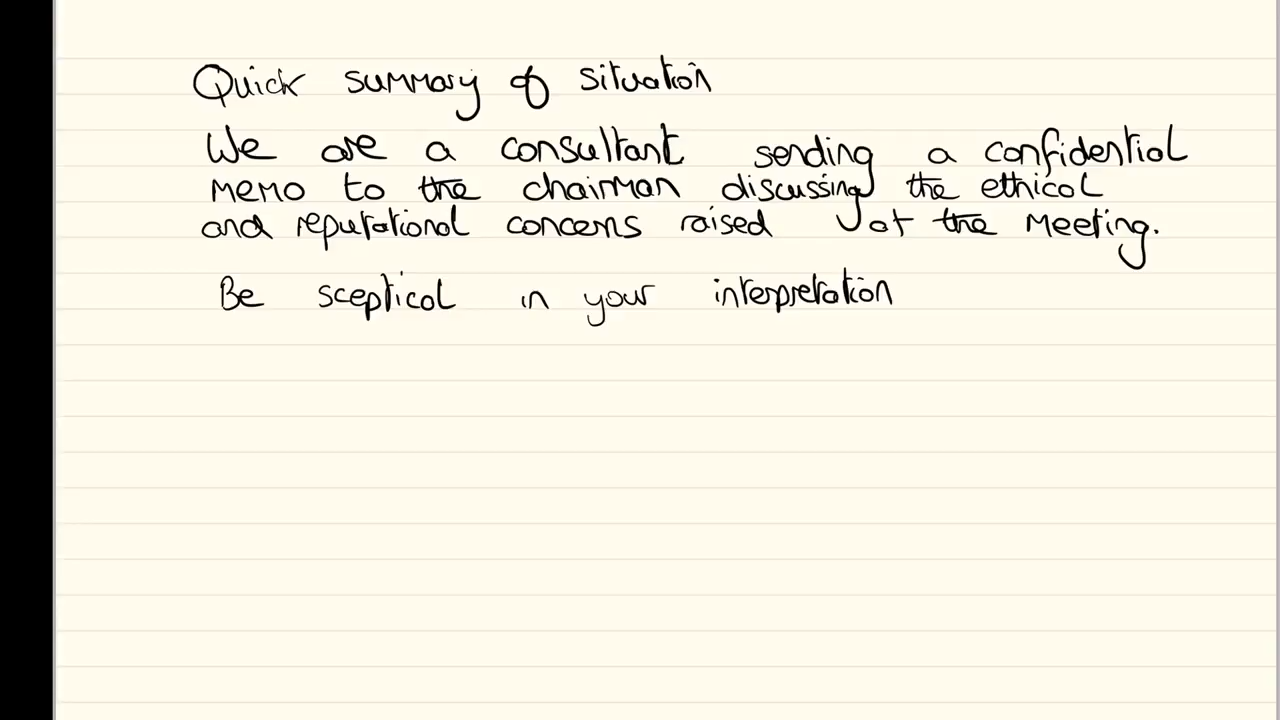 Quick summary of situation
We are a consultant sending a confidential
memo to the chairman discussing the ethical
and reputational concerns raised at the meeting.
Be sceptical in your interpretation